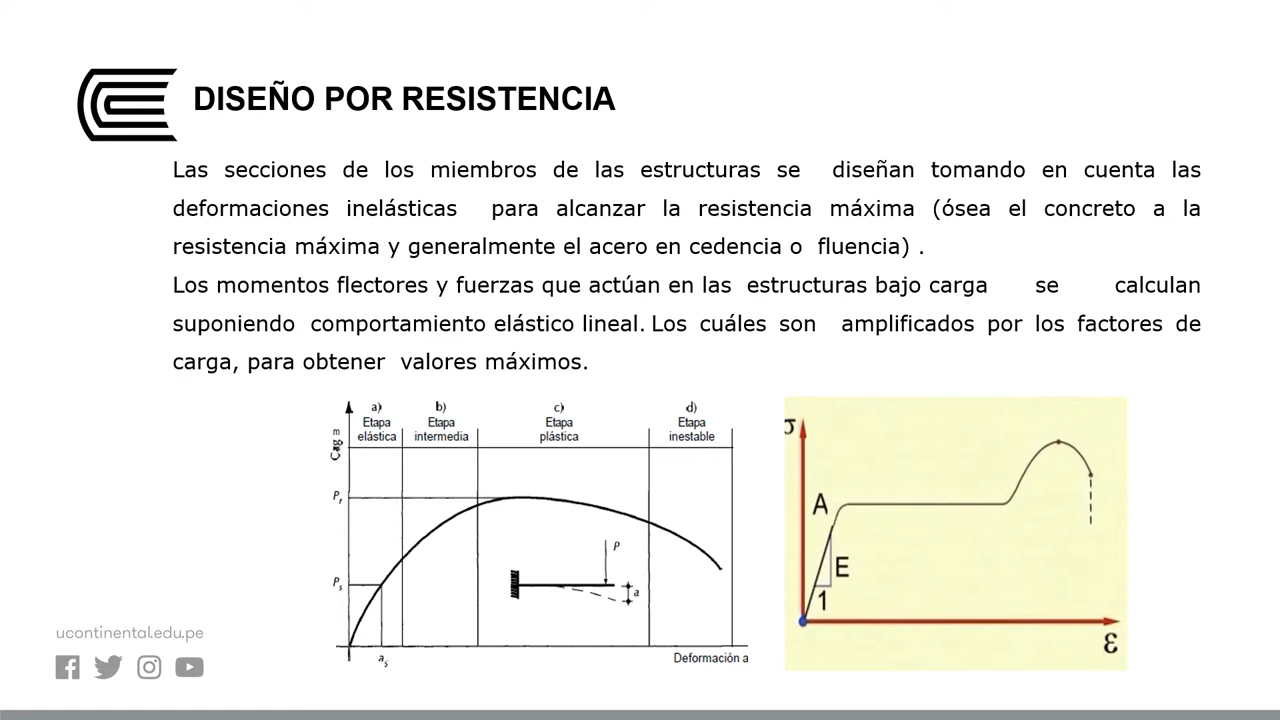 DISEÑO POR RESISTENCIA
Las secciones de los miembros de las estructuras se diseñan tomando en cuenta las
deformaciones inelásticas para alcanzar la resistencia máxima (ósea el concreto a la
resistencia máxima y generalmente el acero en cedencia o fluencia) .
Los momentos flectores y fuerzas que actúan en las estructuras bajo carga se calculan
suponiendo comportamiento elástico lineal. Los cuáles son amplificados por los factores de
carga, para obtener valores máximos.
a) b) c) d)
Etapa Etapa Etapa Etapa
elástica intermedia plástica inestable
Pr
Ps
P
a
as
Deformación a
A
E
1
ε
ucontinental.edu.pe